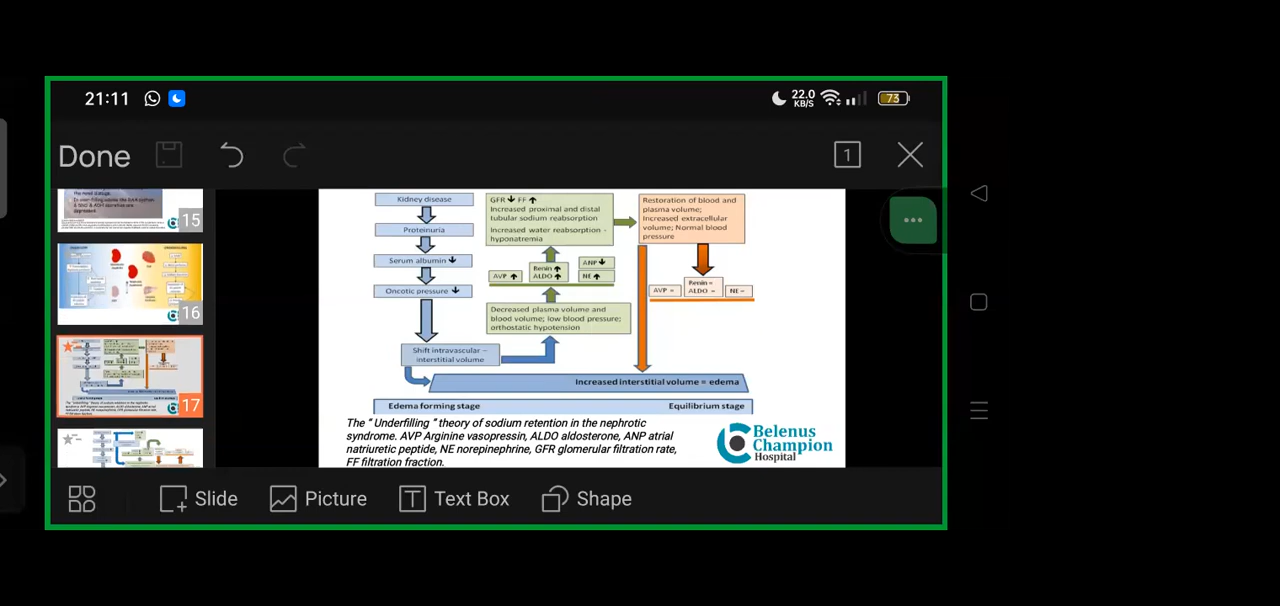 21:11
22.0
KB/S
73
Done
1
15
16
17
Kidney disease
Proteinuria
Serum albumin
Oncotic pressure
Shift intravascular –
interstitial volume
GFR FF
Increased proximal and distal
tubular sodium reabsorption
Increased water reabsorption -
hyponatremia
AVP
Renin
ALDO
ANP
NE
Decreased plasma volume and
blood volume; low blood pressure;
orthostatic hypotension
Restoration of blood and
plasma volume;
Increased extracellular
volume; Normal blood
pressure
AVP =
Renin =
ALDO =
NE =
Increased interstitial volume = edema
Edema forming stage
Equilibrium stage
The " Underfilling " theory of sodium retention in the nephrotic
syndrome. AVP Arginine vasopressin, ALDO aldosterone, ANP atrial
natriuretic peptide, NE norepinephrine, GFR glomerular filtration rate,
FF filtration fraction.
Belenus
Champion
Hospital
Slide
Picture
Text Box
Shape